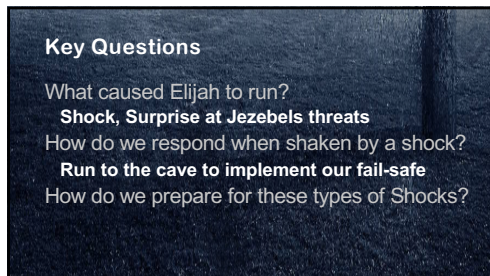 Key Questions
What caused Elijah to run?
Shock, Surprise at Jezebels threats
How do we respond when shaken by a shock?
Run to the cave to implement our fail-safe
How do we prepare for these types of Shocks?